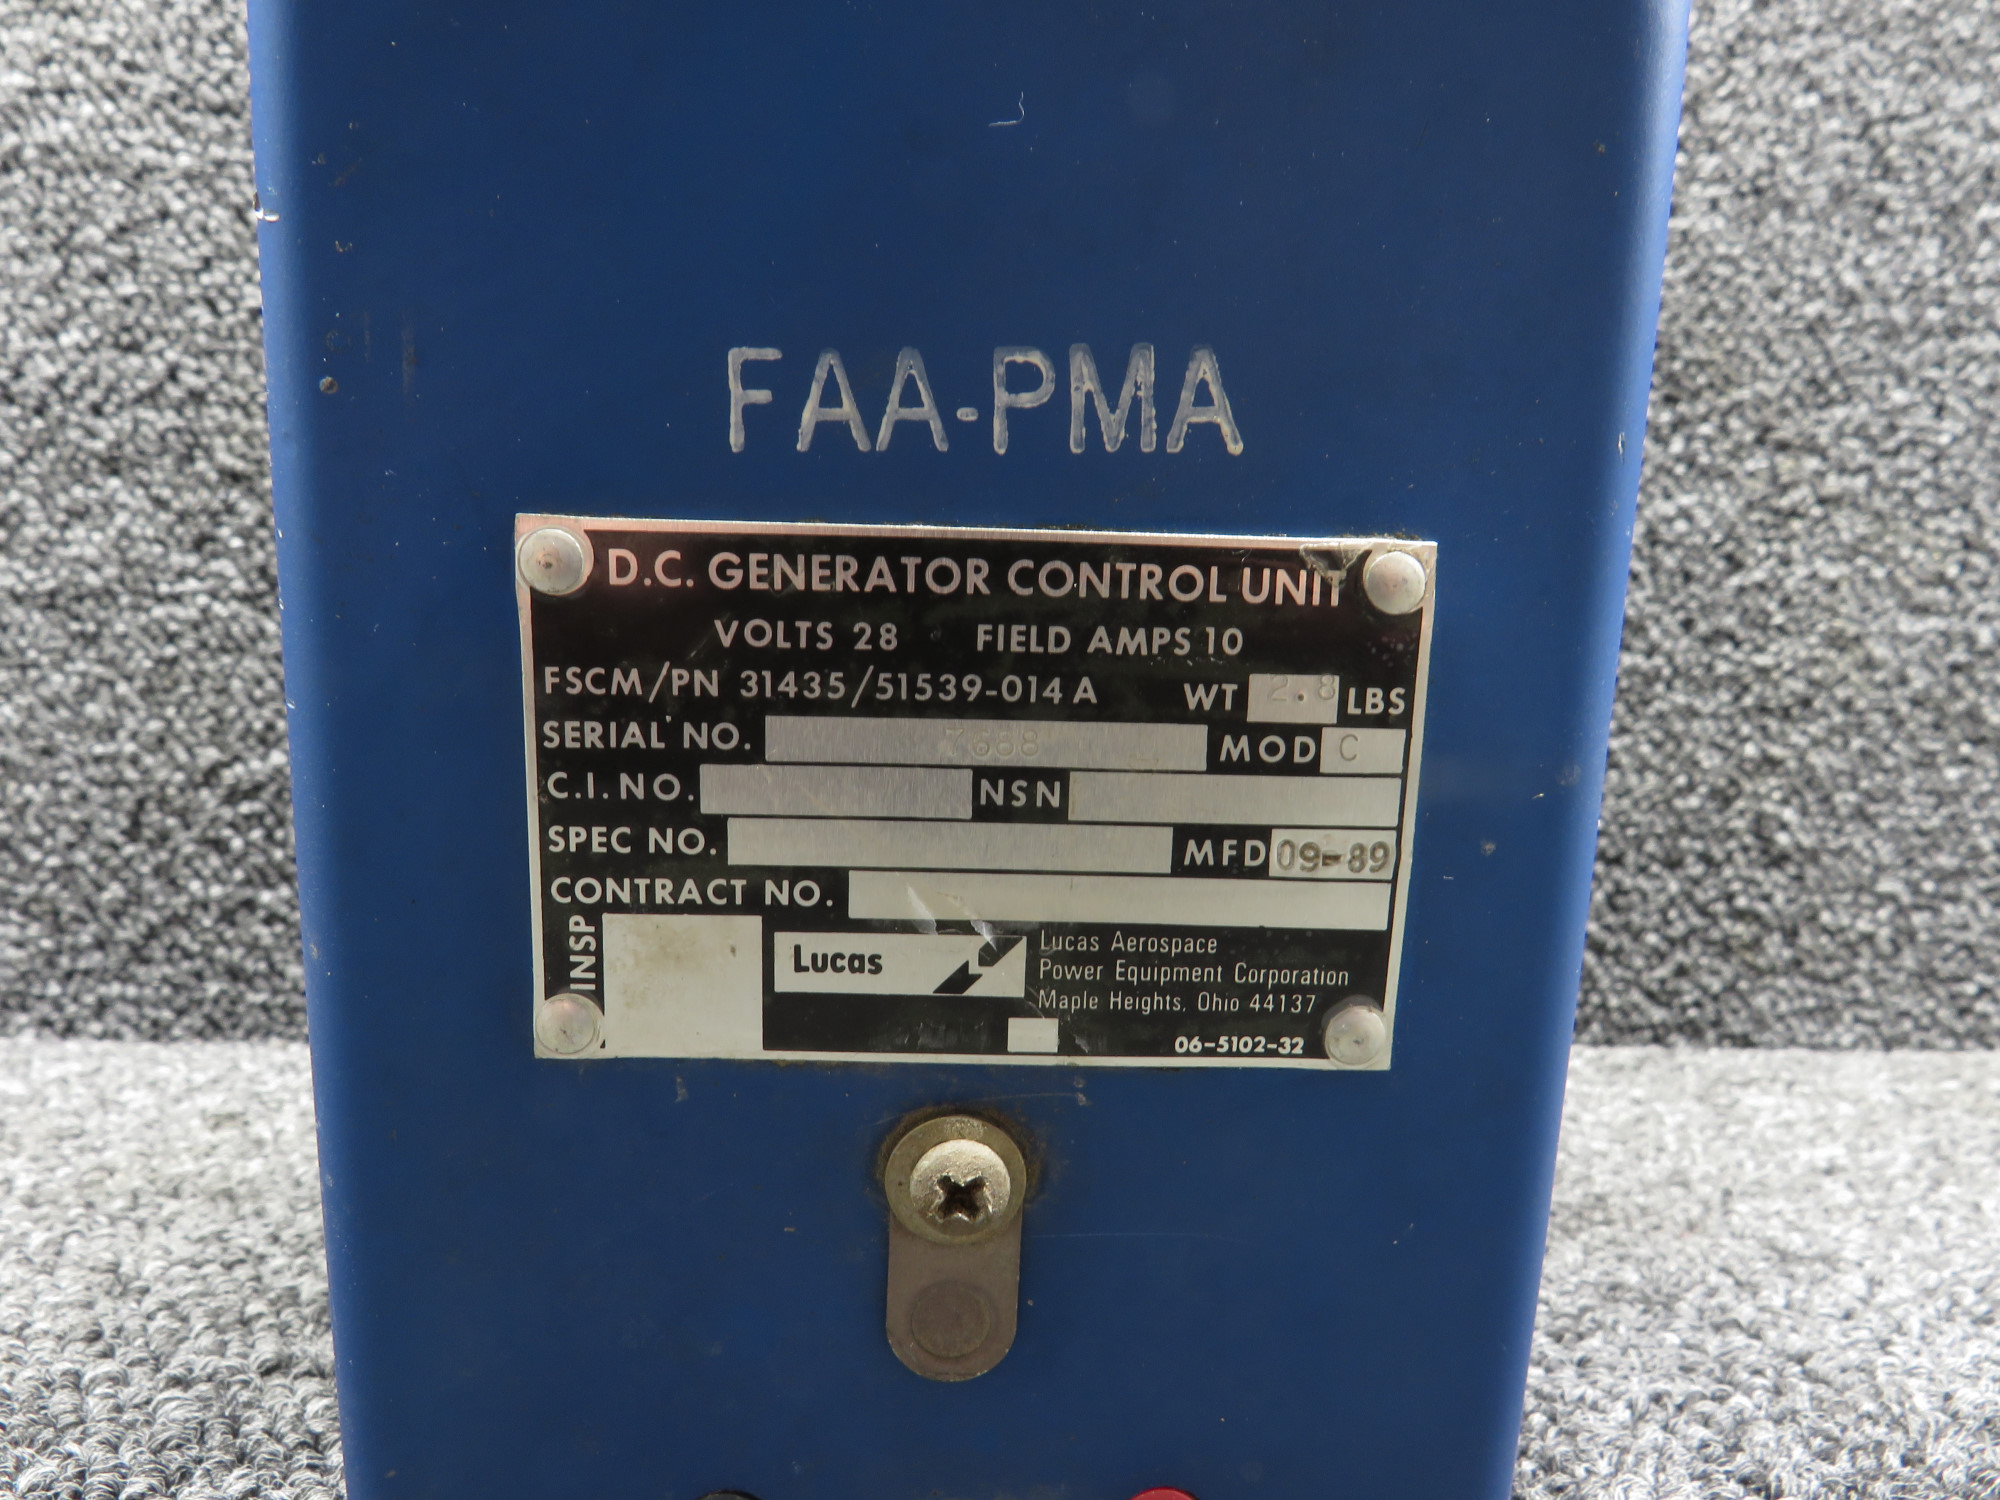 FAA-PMA
D.C. GENERATOR CONTROL UNIT
VOLTS 28 FIELD AMPS 10
FSCM/PN 31435/51539-014A WT 2.8 LBS
SERIAL NO. 7688 MOD C
C.I. NO. NSN
SPEC NO. MFD 09-89
CONTRACT NO.
INSP
Lucas
Lucas Aerospace
Power Equipment Corporation
Maple Heights, Ohio 44137
06-5102-32